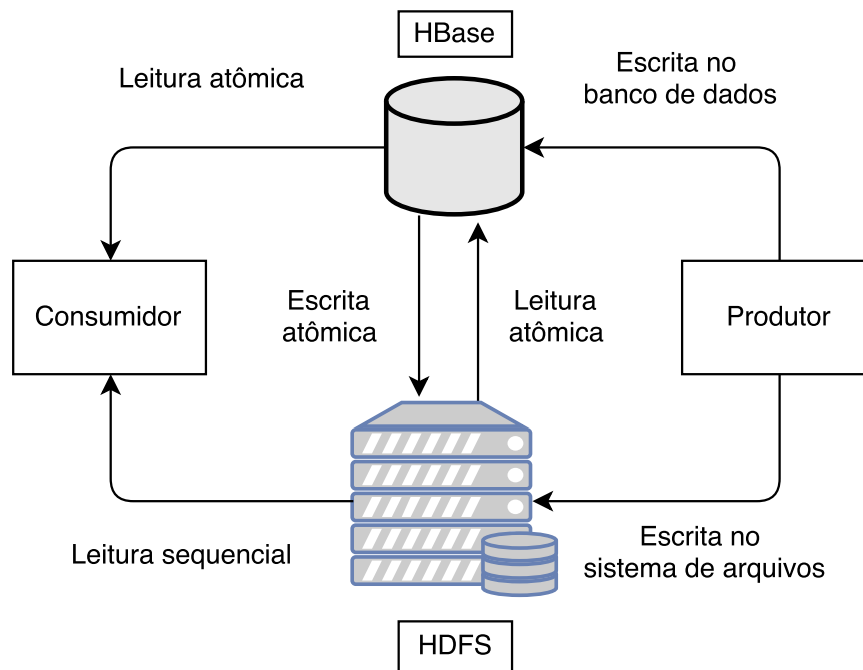 HBase
Leitura atômica
Escrita no
banco de dados
Consumidor
Escrita
atômica
Leitura
atômica
Produtor
Leitura sequencial
Escrita no
sistema de arquivos
HDFS